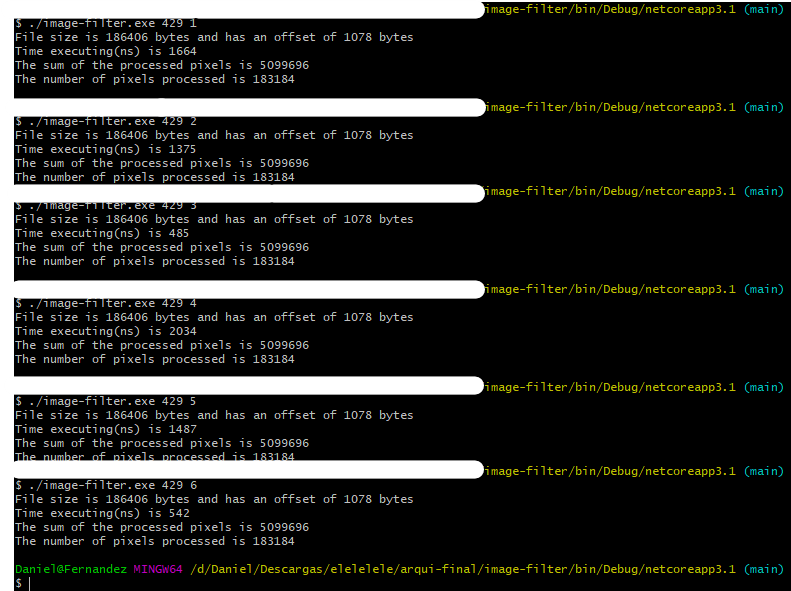 image-filter/bin/Debug/netcoreapp3.1 (main)
$ ./image-filter.exe 429 1
File size is 186406 bytes and has an offset of 1078 bytes
Time executing(ns) is 1664
The sum of the processed pixels is 5099696
The number of pixels processed is 183184
image-filter/bin/Debug/netcoreapp3.1 (main)
$ ./image-filter.exe 429 2
File size is 186406 bytes and has an offset of 1078 bytes
Time executing(ns) is 1375
The sum of the processed pixels is 5099696
The number of pixels processed is 183184
image-filter/bin/Debug/netcoreapp3.1 (main)
$ ./image-filter.exe 429 3
File size is 186406 bytes and has an offset of 1078 bytes
Time executing(ns) is 485
The sum of the processed pixels is 5099696
The number of pixels processed is 183184
image-filter/bin/Debug/netcoreapp3.1 (main)
$ ./image-filter.exe 429 4
File size is 186406 bytes and has an offset of 1078 bytes
Time executing(ns) is 2034
The sum of the processed pixels is 5099696
The number of pixels processed is 183184
image-filter/bin/Debug/netcoreapp3.1 (main)
$ ./image-filter.exe 429 5
File size is 186406 bytes and has an offset of 1078 bytes
Time executing(ns) is 1487
The sum of the processed pixels is 5099696
The number of pixels processed is 183184
image-filter/bin/Debug/netcoreapp3.1 (main)
$ ./image-filter.exe 429 6
File size is 186406 bytes and has an offset of 1078 bytes
Time executing(ns) is 542
The sum of the processed pixels is 5099696
The number of pixels processed is 183184
Daniel@Fernandez MINGW64 /d/Daniel/Descargas/elelelele/arqui-final/image-filter/bin/Debug/netcoreapp3.1 (main)
$